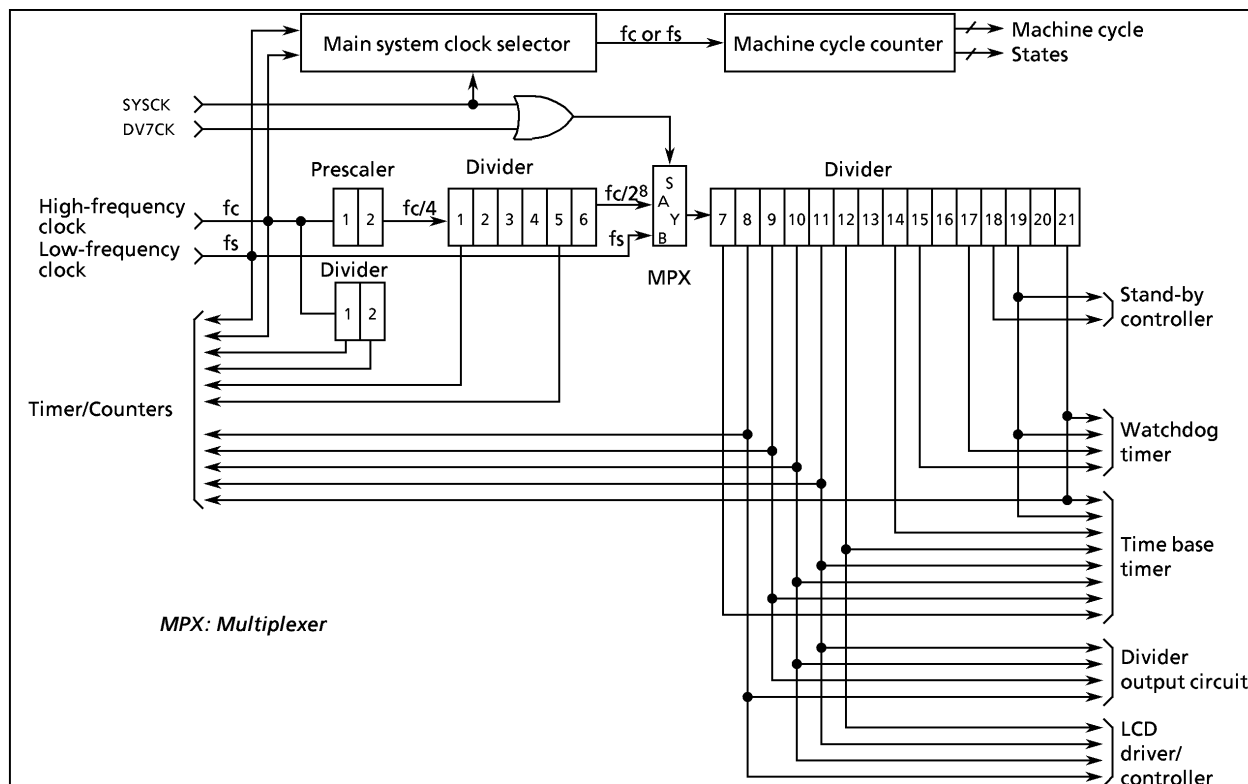 Main system clock selector
fc or fs
Machine cycle counter
Machine cycle
States
SYSCK
DV7CK
Prescaler
Divider
Divider
High-frequency
clock
fc
1 2
fc/4
1 2 3 4 5 6
fc/2⁸
S
A
Y
B
7 8 9 10 11 12 13 14 15 16 17 18 19 20 21
Low-frequency
clock
fs
fs
MPX
Divider
1 2
Stand-by
controller
Timer/Counters
Watchdog
timer
Time base
timer
MPX: Multiplexer
Divider
output circuit
LCD
driver/
controller